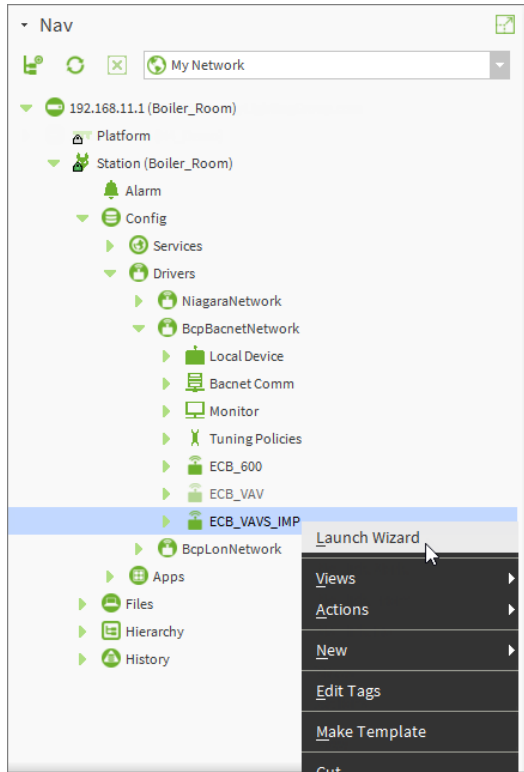 Nav
My Network
192.168.11.1 (Boiler_Room)
Platform
Station (Boiler_Room)
Alarm
Config
Services
Drivers
NiagaraNetwork
BcpBacnetNetwork
Local Device
Bacnet Comm
Monitor
Tuning Policies
ECB_600
ECB_VAV
ECB_VAVS_IMP
Launch Wizard
BcpLonNetwork
Views
Apps
Actions
Files
Hierarchy
New
History
Edit Tags
Make Template
Cut